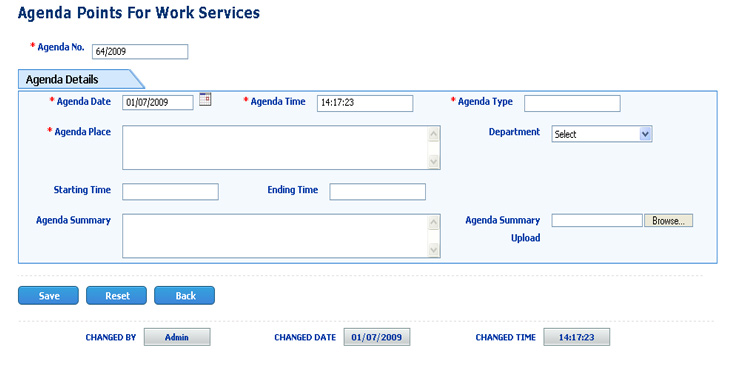 Agenda Points For Work Services
* Agenda No. 64/2009
Agenda Details
* Agenda Date 01/07/2009 * Agenda Time 14:17:23 * Agenda Type
* Agenda Place Department Select
Starting Time Ending Time
Agenda Summary Agenda Summary Browse...
Upload
Save Reset Back
CHANGED BY Admin CHANGED DATE 01/07/2009 CHANGED TIME 14:17:23